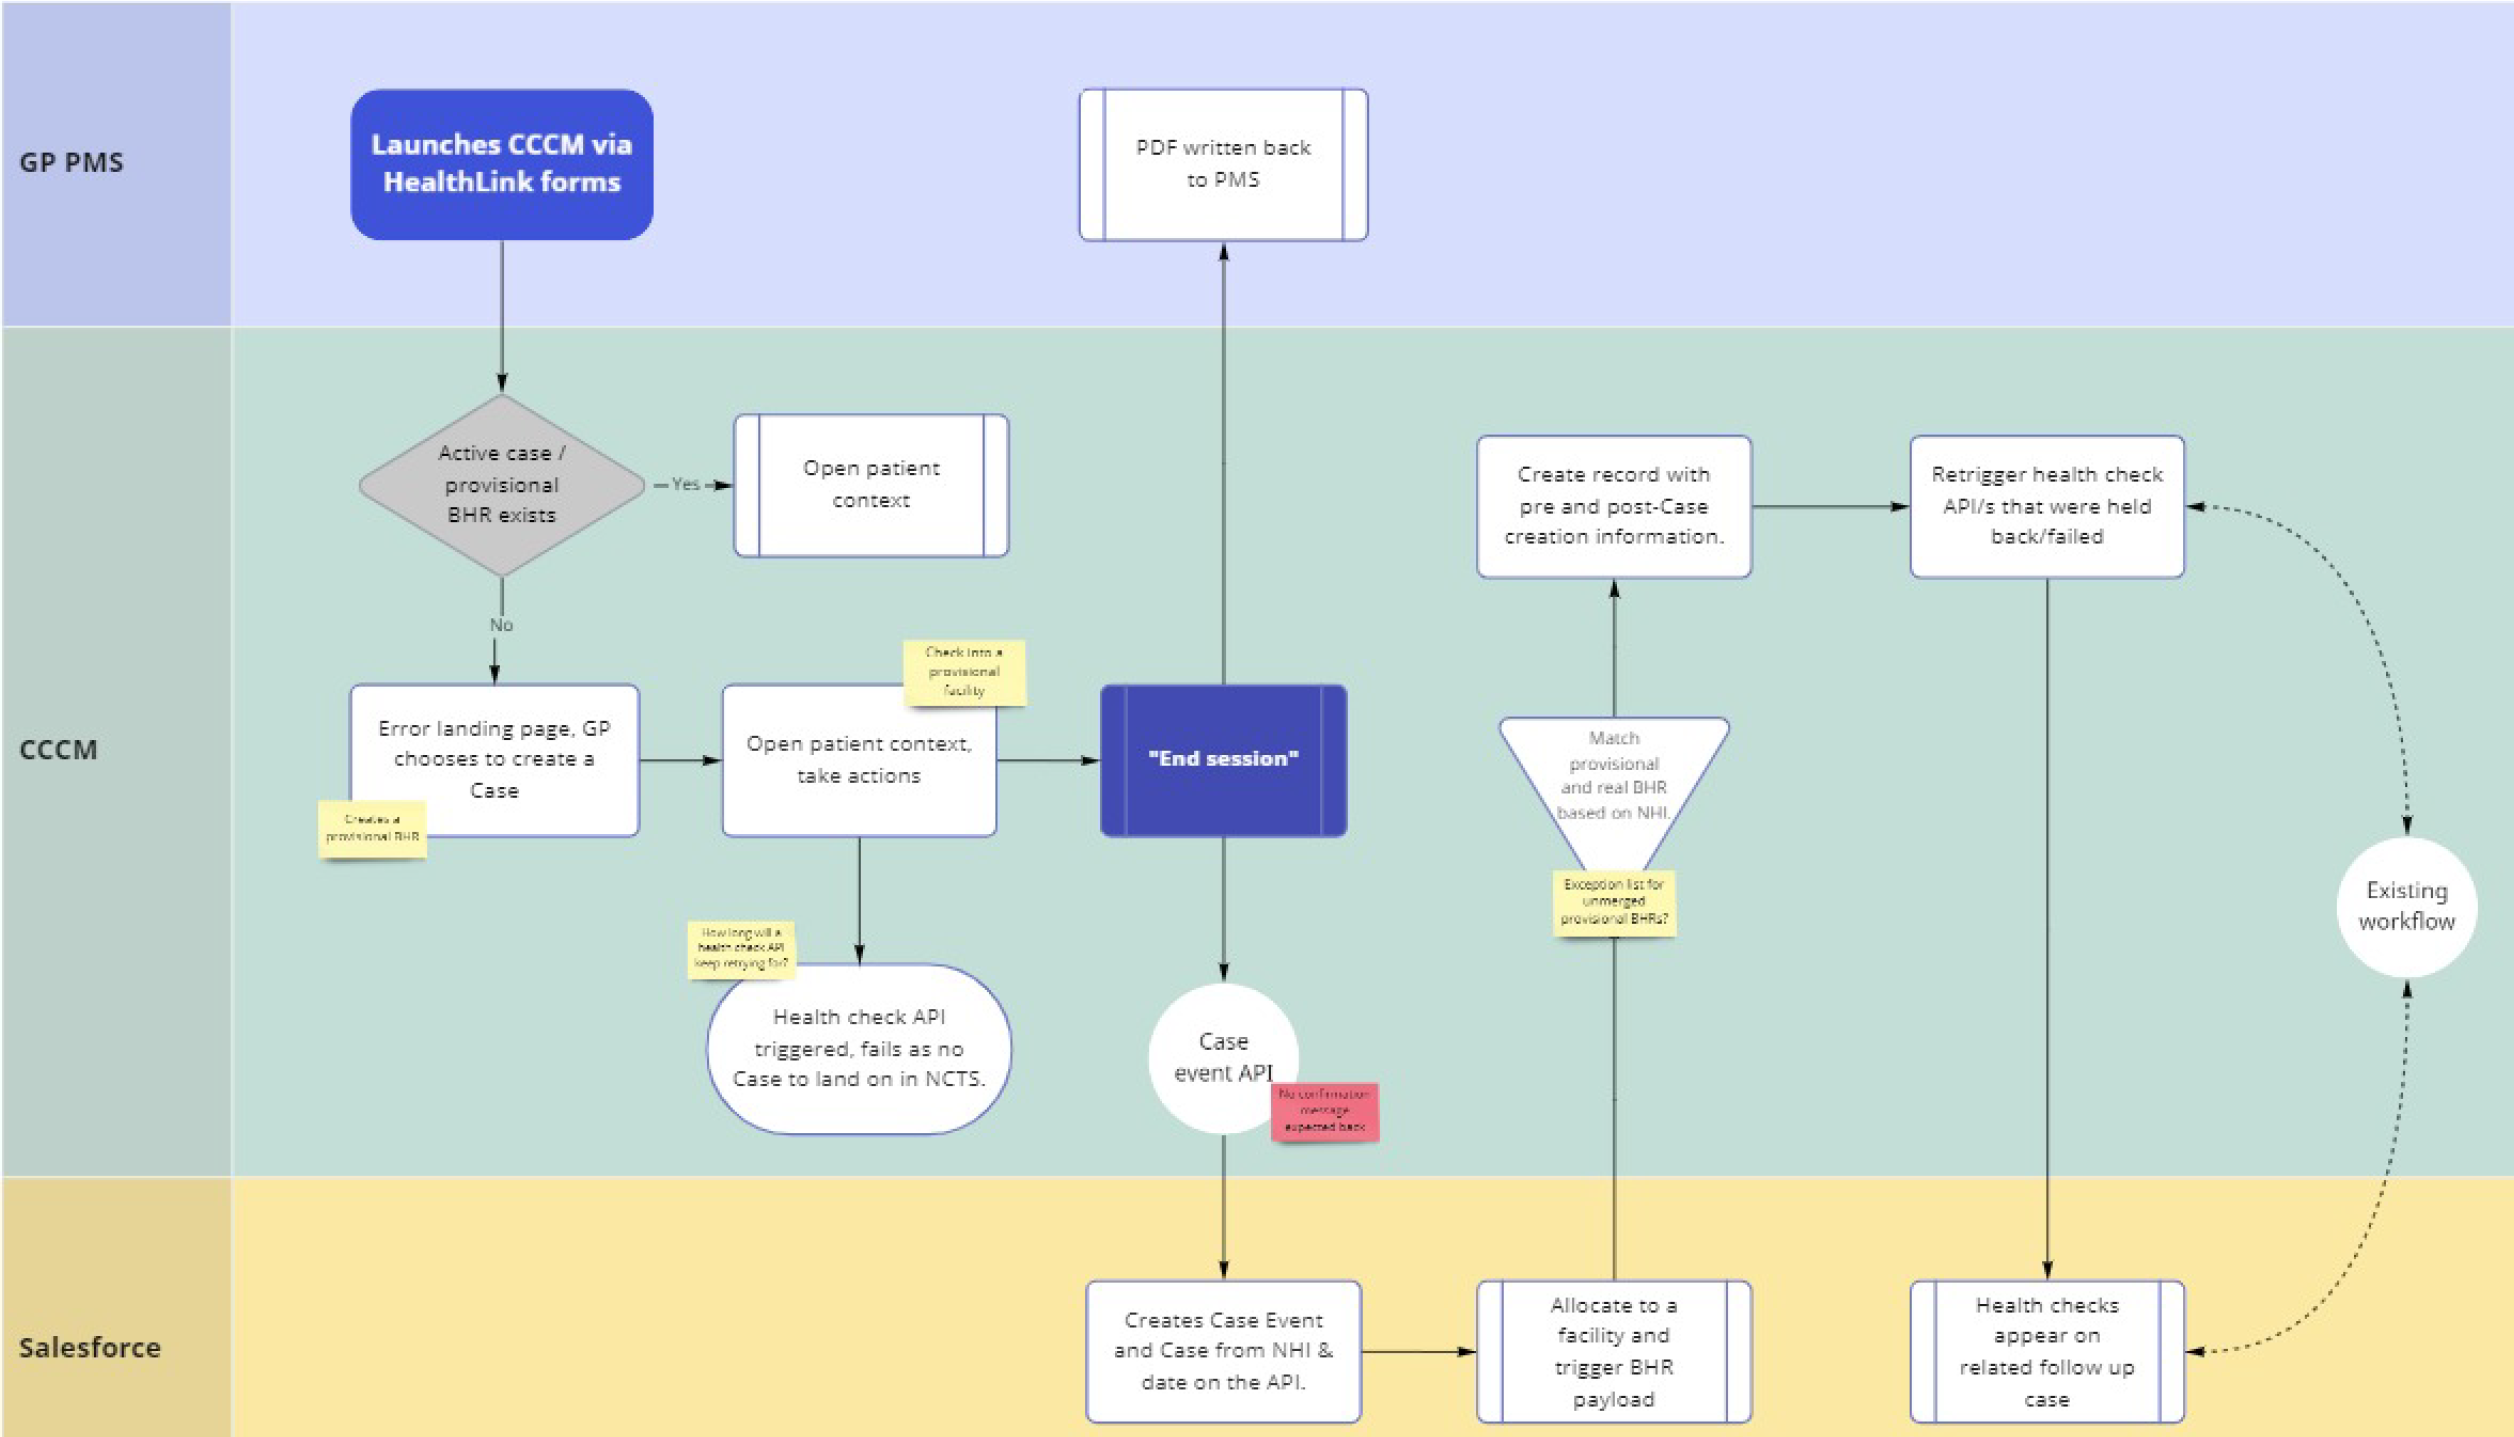 GP PMS
Launches CCCM via
HealthLink forms
PDF written back
to PMS
CCCM
Active case /
provisional
BHR exists
Yes
Open patient
context
No
Error landing page, GP
chooses to create a
Case
Creates a
provisional BHR
Open patient context,
take actions
Check into a
provisional
facility
"End session"
How long will a
health check API
keep retrying for?
Health check API
triggered, fails as no
Case to land on in NCTS.
Case
event API
No confirmation
message
expected back
Create record with
pre and post-Case
creation information.
Retrigger health check
API/s that were held
back/failed
Match
provisional
and real BHR
based on NHI.
Exception list for
unmerged
provisional BHRs?
Existing
workflow
Salesforce
Creates Case Event
and Case from NHI &
date on the API.
Allocate to a
facility and
trigger BHR
payload
Health checks
appear on
related follow up
case